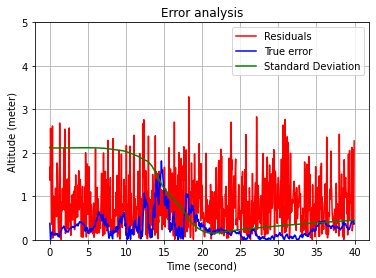 Error analysis
Residuals
True error
Standard Deviation
Altitude (meter)
5
4
3
2
1
0
0 5 10 15 20 25 30 35 40
Time (second)